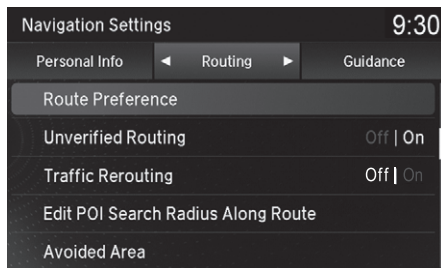 Navigation Settings 9:30
Personal Info Routing Guidance
Route Preference
Unverified Routing Off | On
Traffic Rerouting Off | On
Edit POI Search Radius Along Route
Avoided Area